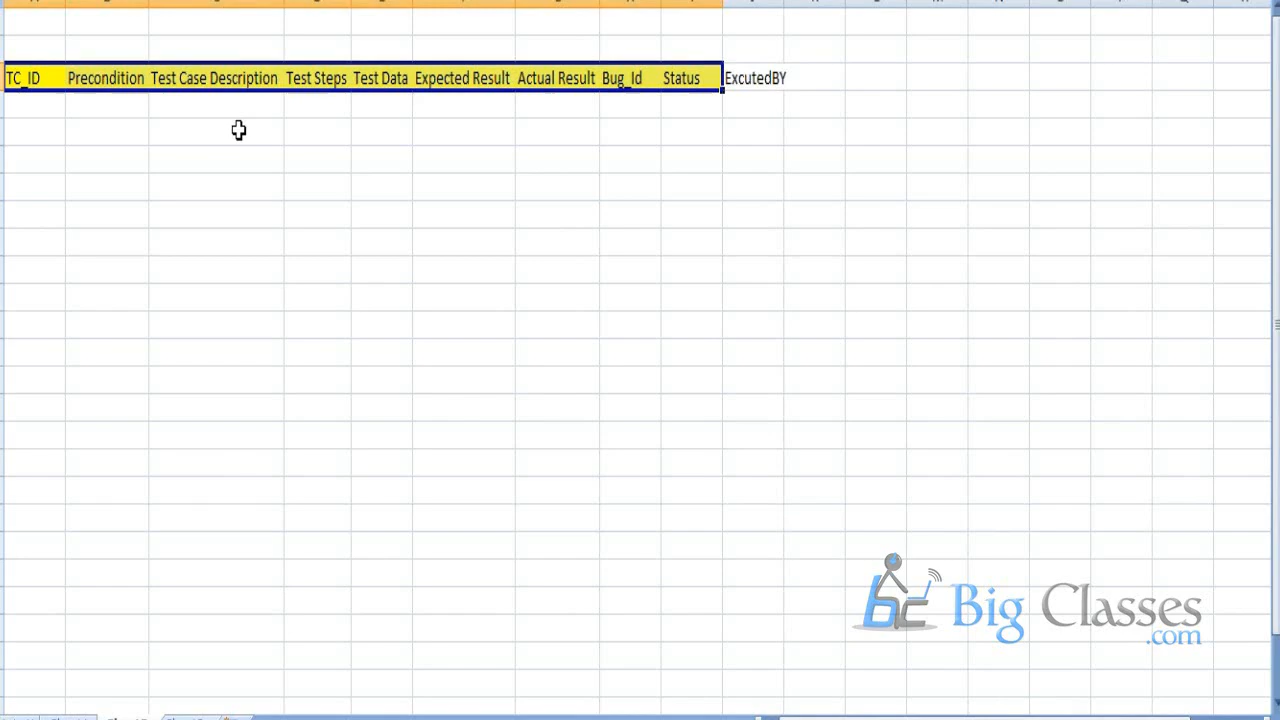 TC_ID Precondition Test Case Description Test Steps Test Data Expected Result Actual Result Bug_Id Status ExcutedBY
Big Classes
.com